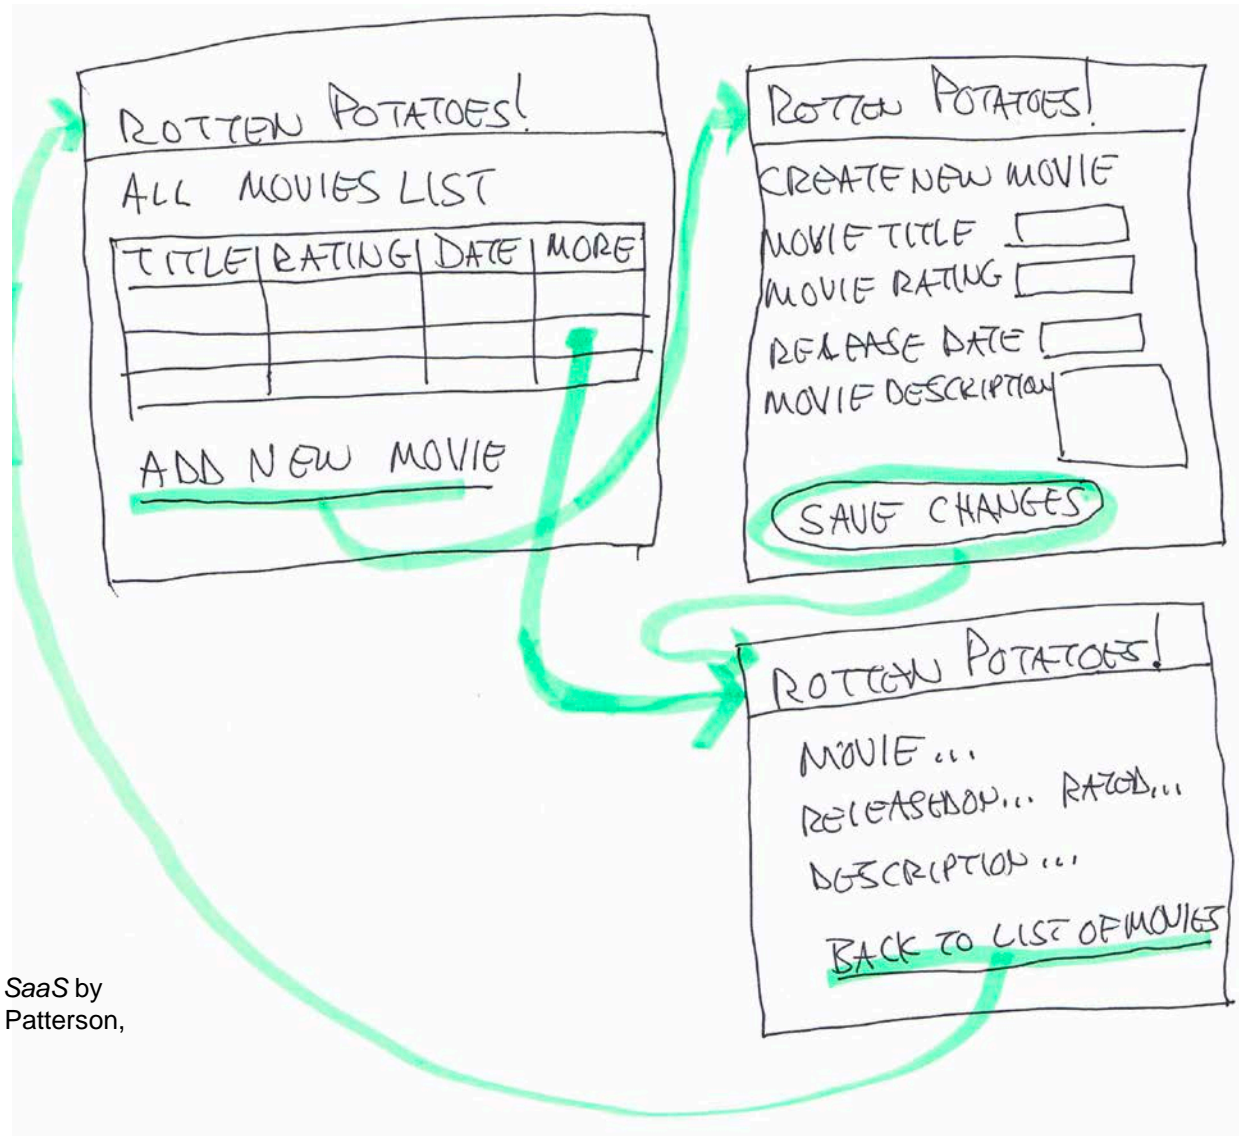 ROTTEN POTATOES!
ALL MOVIES LIST
TITLE RATING DATE MORE
ADD NEW MOVIE
ROTTEN POTATOES!
CREATE NEW MOVIE
MOVIE TITLE
MOVIE RATING
RELEASE DATE
MOVIE DESCRIPTION
SAVE CHANGES
ROTTEN POTATOES!
MOVIE...
RELEASED ON... RATED...
DESCRIPTION...
BACK TO LIST OF MOVIES
SaaS by
Patterson,